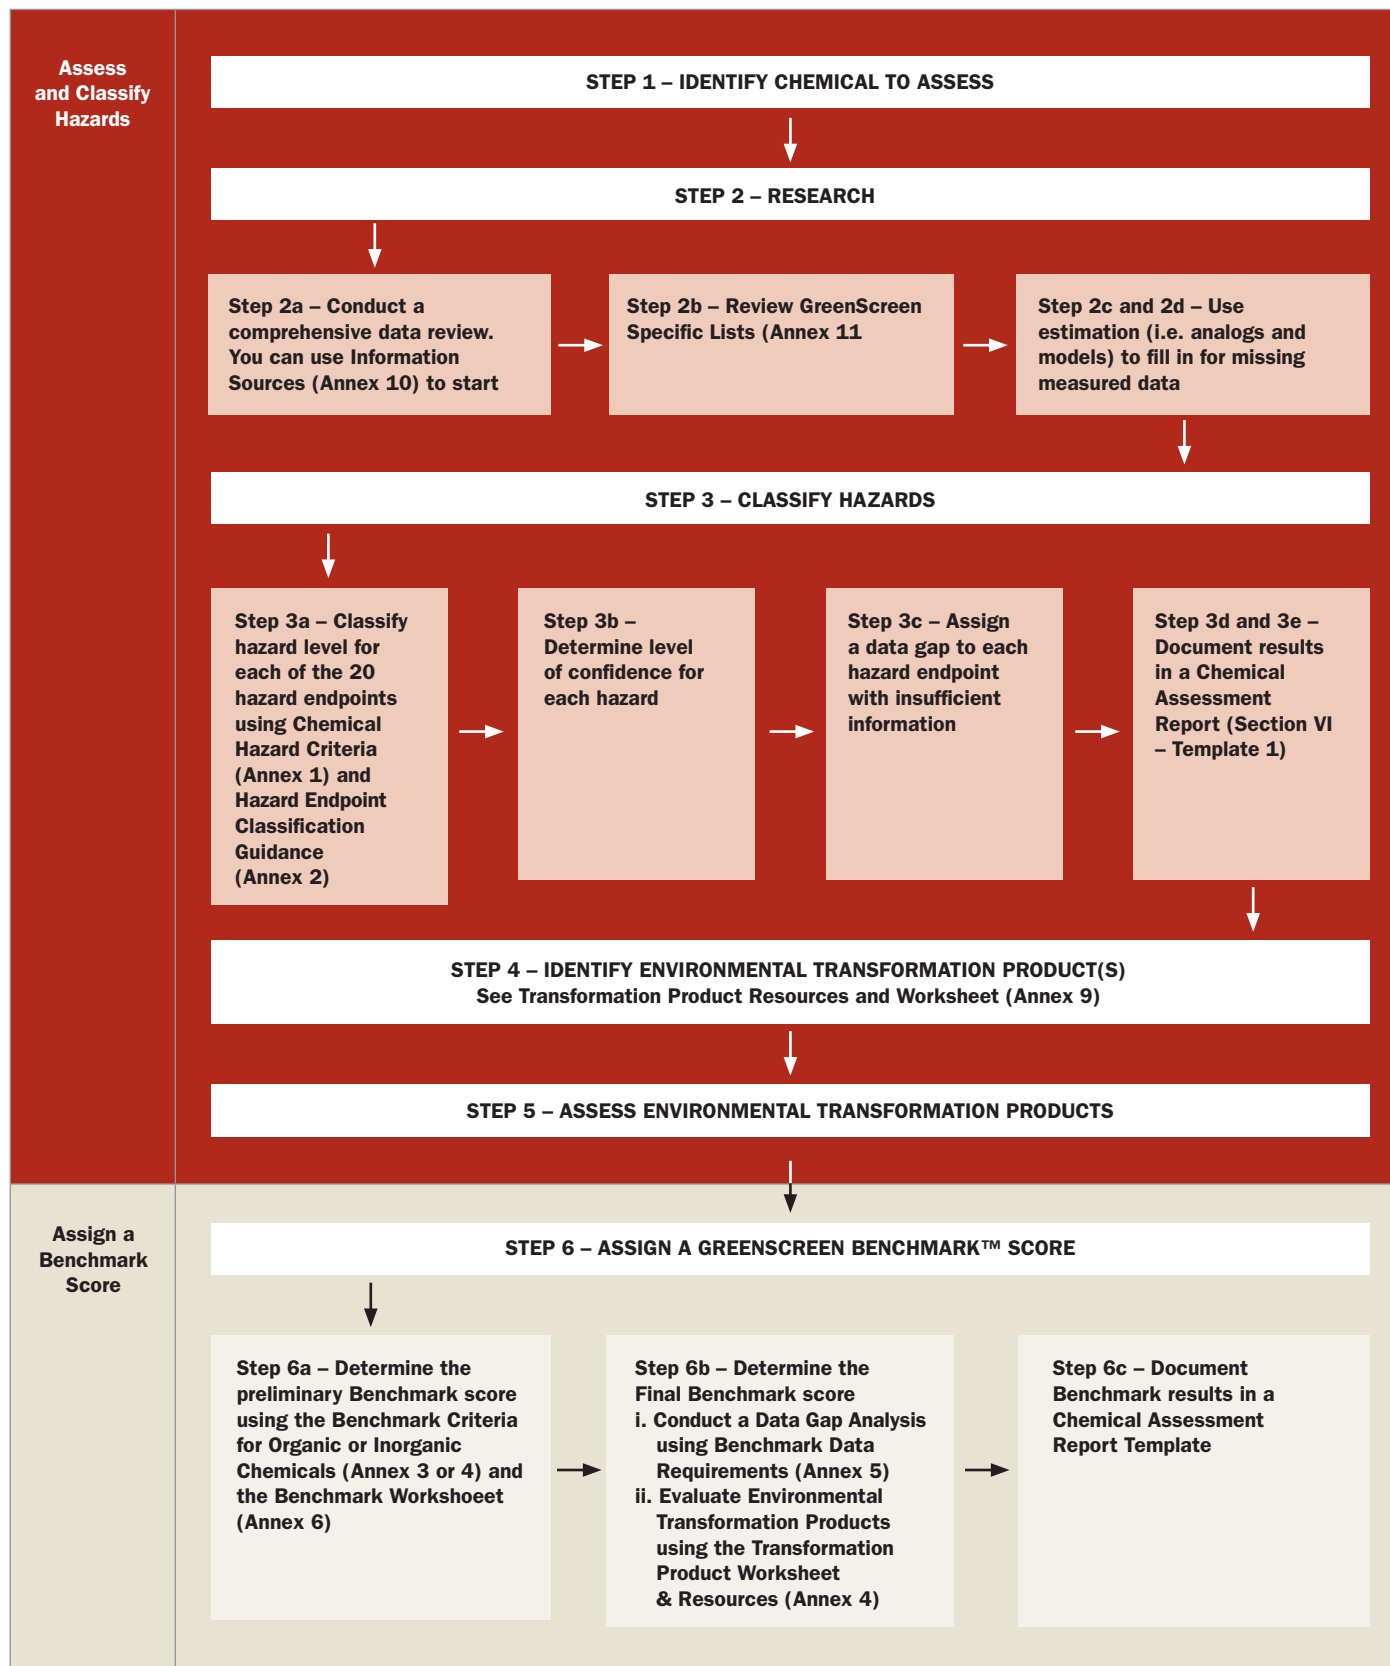 Assess
and Classify
Hazards
STEP 1 – IDENTIFY CHEMICAL TO ASSESS
STEP 2 – RESEARCH
Step 2a – Conduct a
comprehensive data review.
You can use Information
Sources (Annex 10) to start
Step 2b – Review GreenScreen
Specific Lists (Annex 11
Step 2c and 2d – Use
estimation (i.e. analogs and
models) to fill in for missing
measured data
STEP 3 – CLASSIFY HAZARDS
Step 3a – Classify
hazard level for
each of the 20
hazard endpoints
using Chemical
Hazard Criteria
(Annex 1) and
Hazard Endpoint
Classification
Guidance
(Annex 2)
Step 3b –
Determine level
of confidence for
each hazard
Step 3c – Assign
a data gap to each
hazard endpoint
with insufficient
information
Step 3d and 3e –
Document results
in a Chemical
Assessment
Report (Section VI
– Template 1)
STEP 4 – IDENTIFY ENVIRONMENTAL TRANSFORMATION PRODUCT(S)
See Transformation Product Resources and Worksheet (Annex 9)
STEP 5 – ASSESS ENVIRONMENTAL TRANSFORMATION PRODUCTS
Assign a
Benchmark
Score
STEP 6 – ASSIGN A GREENSCREEN BENCHMARK™ SCORE
Step 6a – Determine the
preliminary Benchmark score
using the Benchmark Criteria
for Organic or Inorganic
Chemicals (Annex 3 or 4) and
the Benchmark Workshoeet
(Annex 6)
Step 6b – Determine the
Final Benchmark score
i. Conduct a Data Gap Analysis
using Benchmark Data
Requirements (Annex 5)
ii. Evaluate Environmental
Transformation Products
using the Transformation
Product Worksheet
& Resources (Annex 4)
Step 6c – Document
Benchmark results in a
Chemical Assessment
Report Template